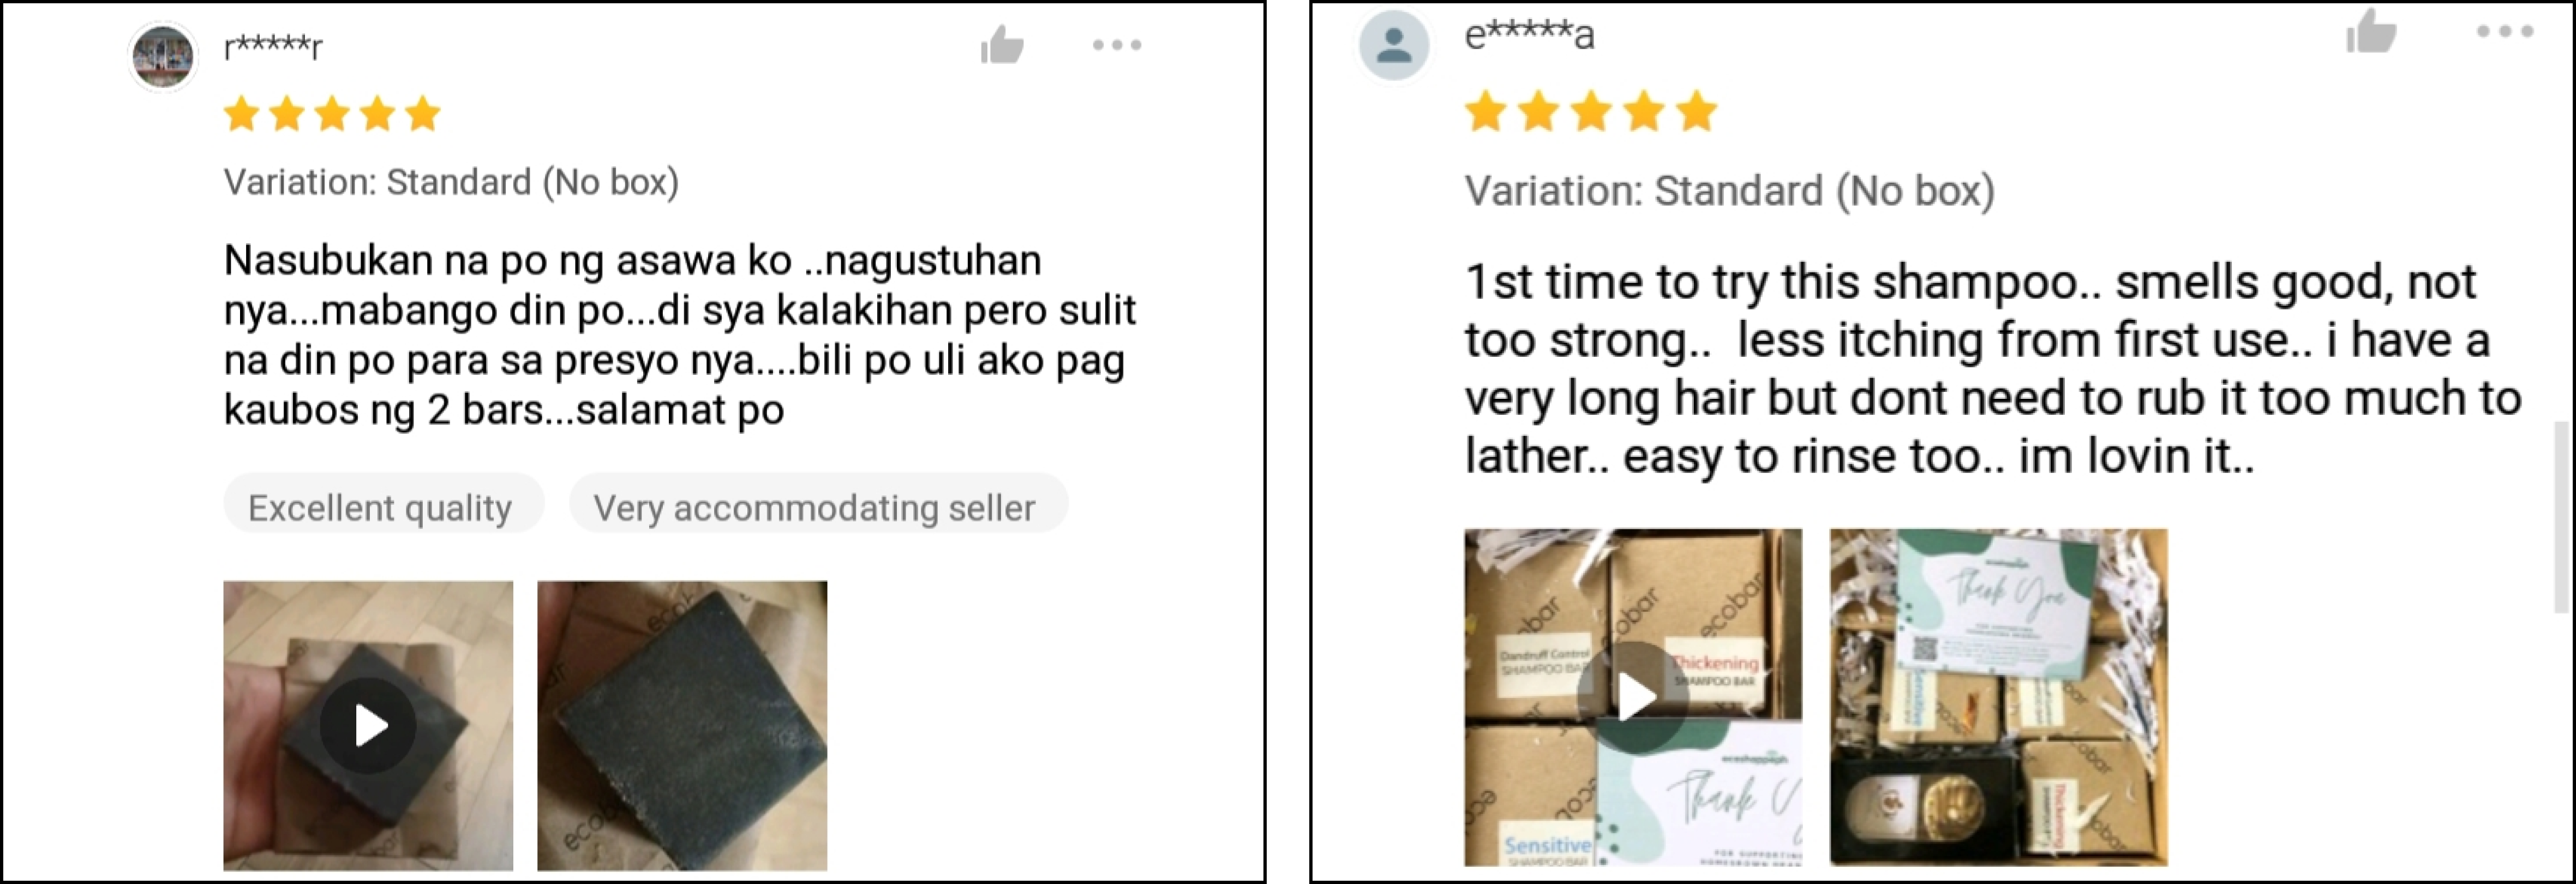 r*****r
Variation: Standard (No box)
Nasubukan na po ng asawa ko ..nagustuhan
nya...mabango din po...di sya kalakihan pero sulit
na din po para sa presyo nya....bili po uli ako pag
kaubos ng 2 bars...salamat po
Excellent quality
Very accommodating seller
ecobar
e*****a
Variation: Standard (No box)
1st time to try this shampoo.. smells good, not
too strong..  less itching from first use.. i have a
very long hair but dont need to rub it too much to
lather.. easy to rinse too.. im lovin it..
ecobar
Dandruff Control
SHAMPOO BAR
Thickening
SHAMPOO BAR
Sensitive
SHAMPOO BAR
Thank
Thank You
Sensitive
Thickening